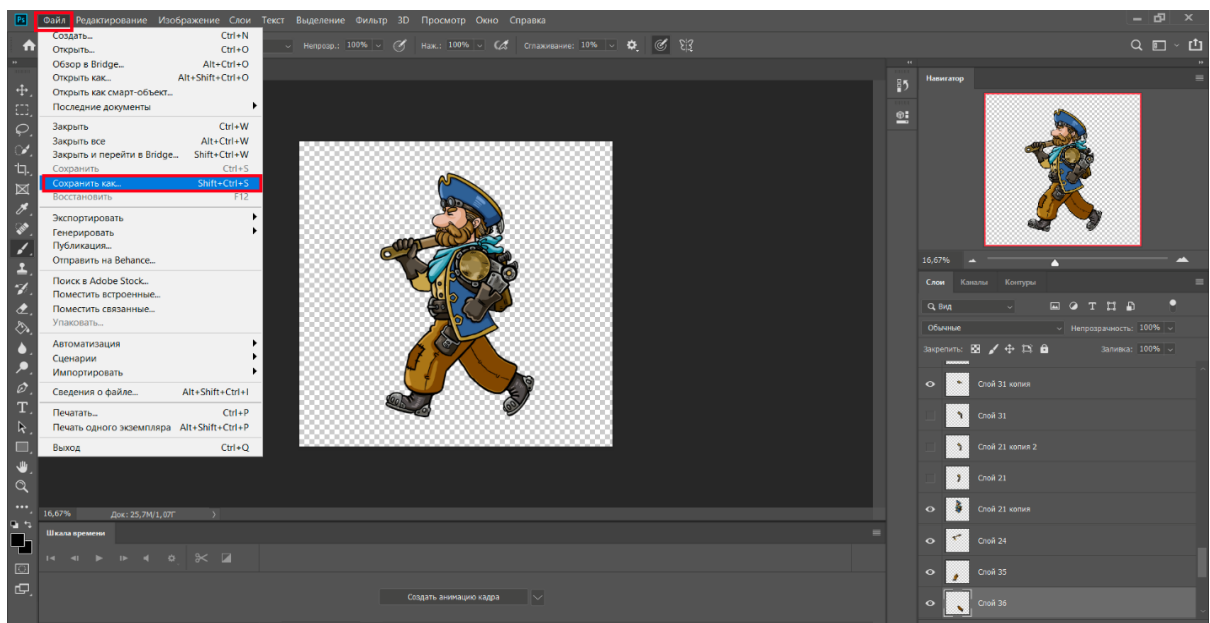 Ps Файл Редактирование Изображение Слои Текст Выделение Фильтр 3D Просмотр Окно Справка
Непрозр.: 100% Наж.: 100% Сглаживание: 10%
Создать... Ctrl+N
Открыть... Ctrl+O
Обзор в Bridge... Alt+Ctrl+O
Открыть как... Alt+Shift+Ctrl+O
Открыть как смарт-объект...
Последние документы
Закрыть Ctrl+W
Закрыть все Alt+Ctrl+W
Закрыть и перейти в Bridge... Shift+Ctrl+W
Сохранить Ctrl+S
Сохранить как... Shift+Ctrl+S
Восстановить F12
Экспортировать
Генерировать
Публикация...
Отправить на Behance...
Поиск в Adobe Stock...
Поместить встроенные...
Поместить связанные...
Упаковать...
Автоматизация
Сценарии
Импортировать
Сведения о файле... Alt+Shift+Ctrl+I
Печатать... Ctrl+P
Печать одного экземпляра Alt+Shift+Ctrl+P
Выход Ctrl+Q
16,67% Док: 25,7M/1,07Г
Шкала времени
Создать анимацию кадра
Навигатор
16,67%
Слои Каналы Контуры
Вид
Обычные Непрозрачность: 100%
Закрепить: Заливка: 100%
Слой 31 копия
Слой 31
Слой 21 копия 2
Слой 21
Слой 21 копия
Слой 24
Слой 35
Слой 36